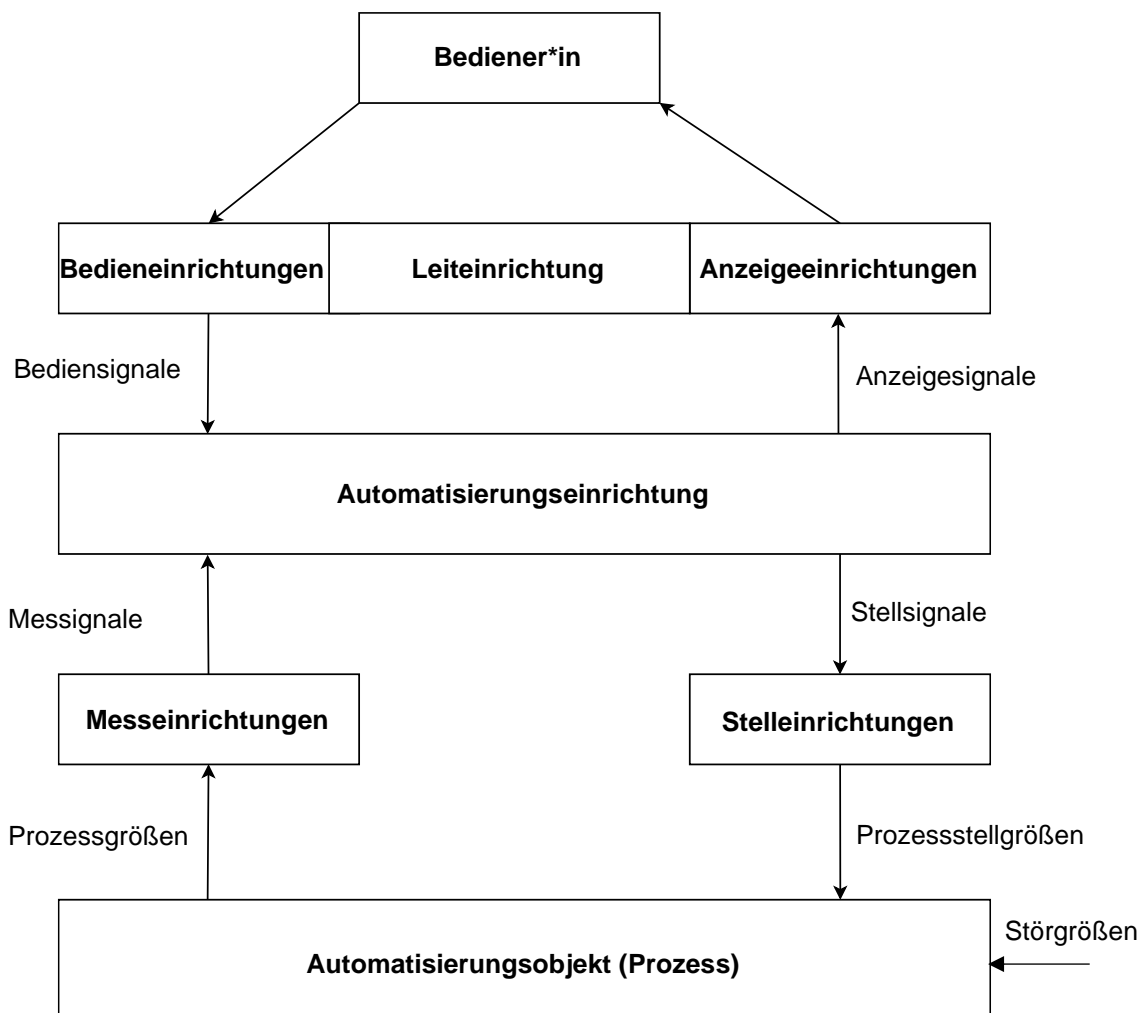 Bediener*in
Bedieneinrichtungen
Leiteinrichtung
Anzeigeeinrichtungen
Bediensignale
Anzeigesignale
Automatisierungseinrichtung
Messignale
Stellsignale
Messeinrichtungen
Stelleinrichtungen
Prozessgrößen
Prozessstellgrößen
Störgrößen
Automatisierungsobjekt (Prozess)